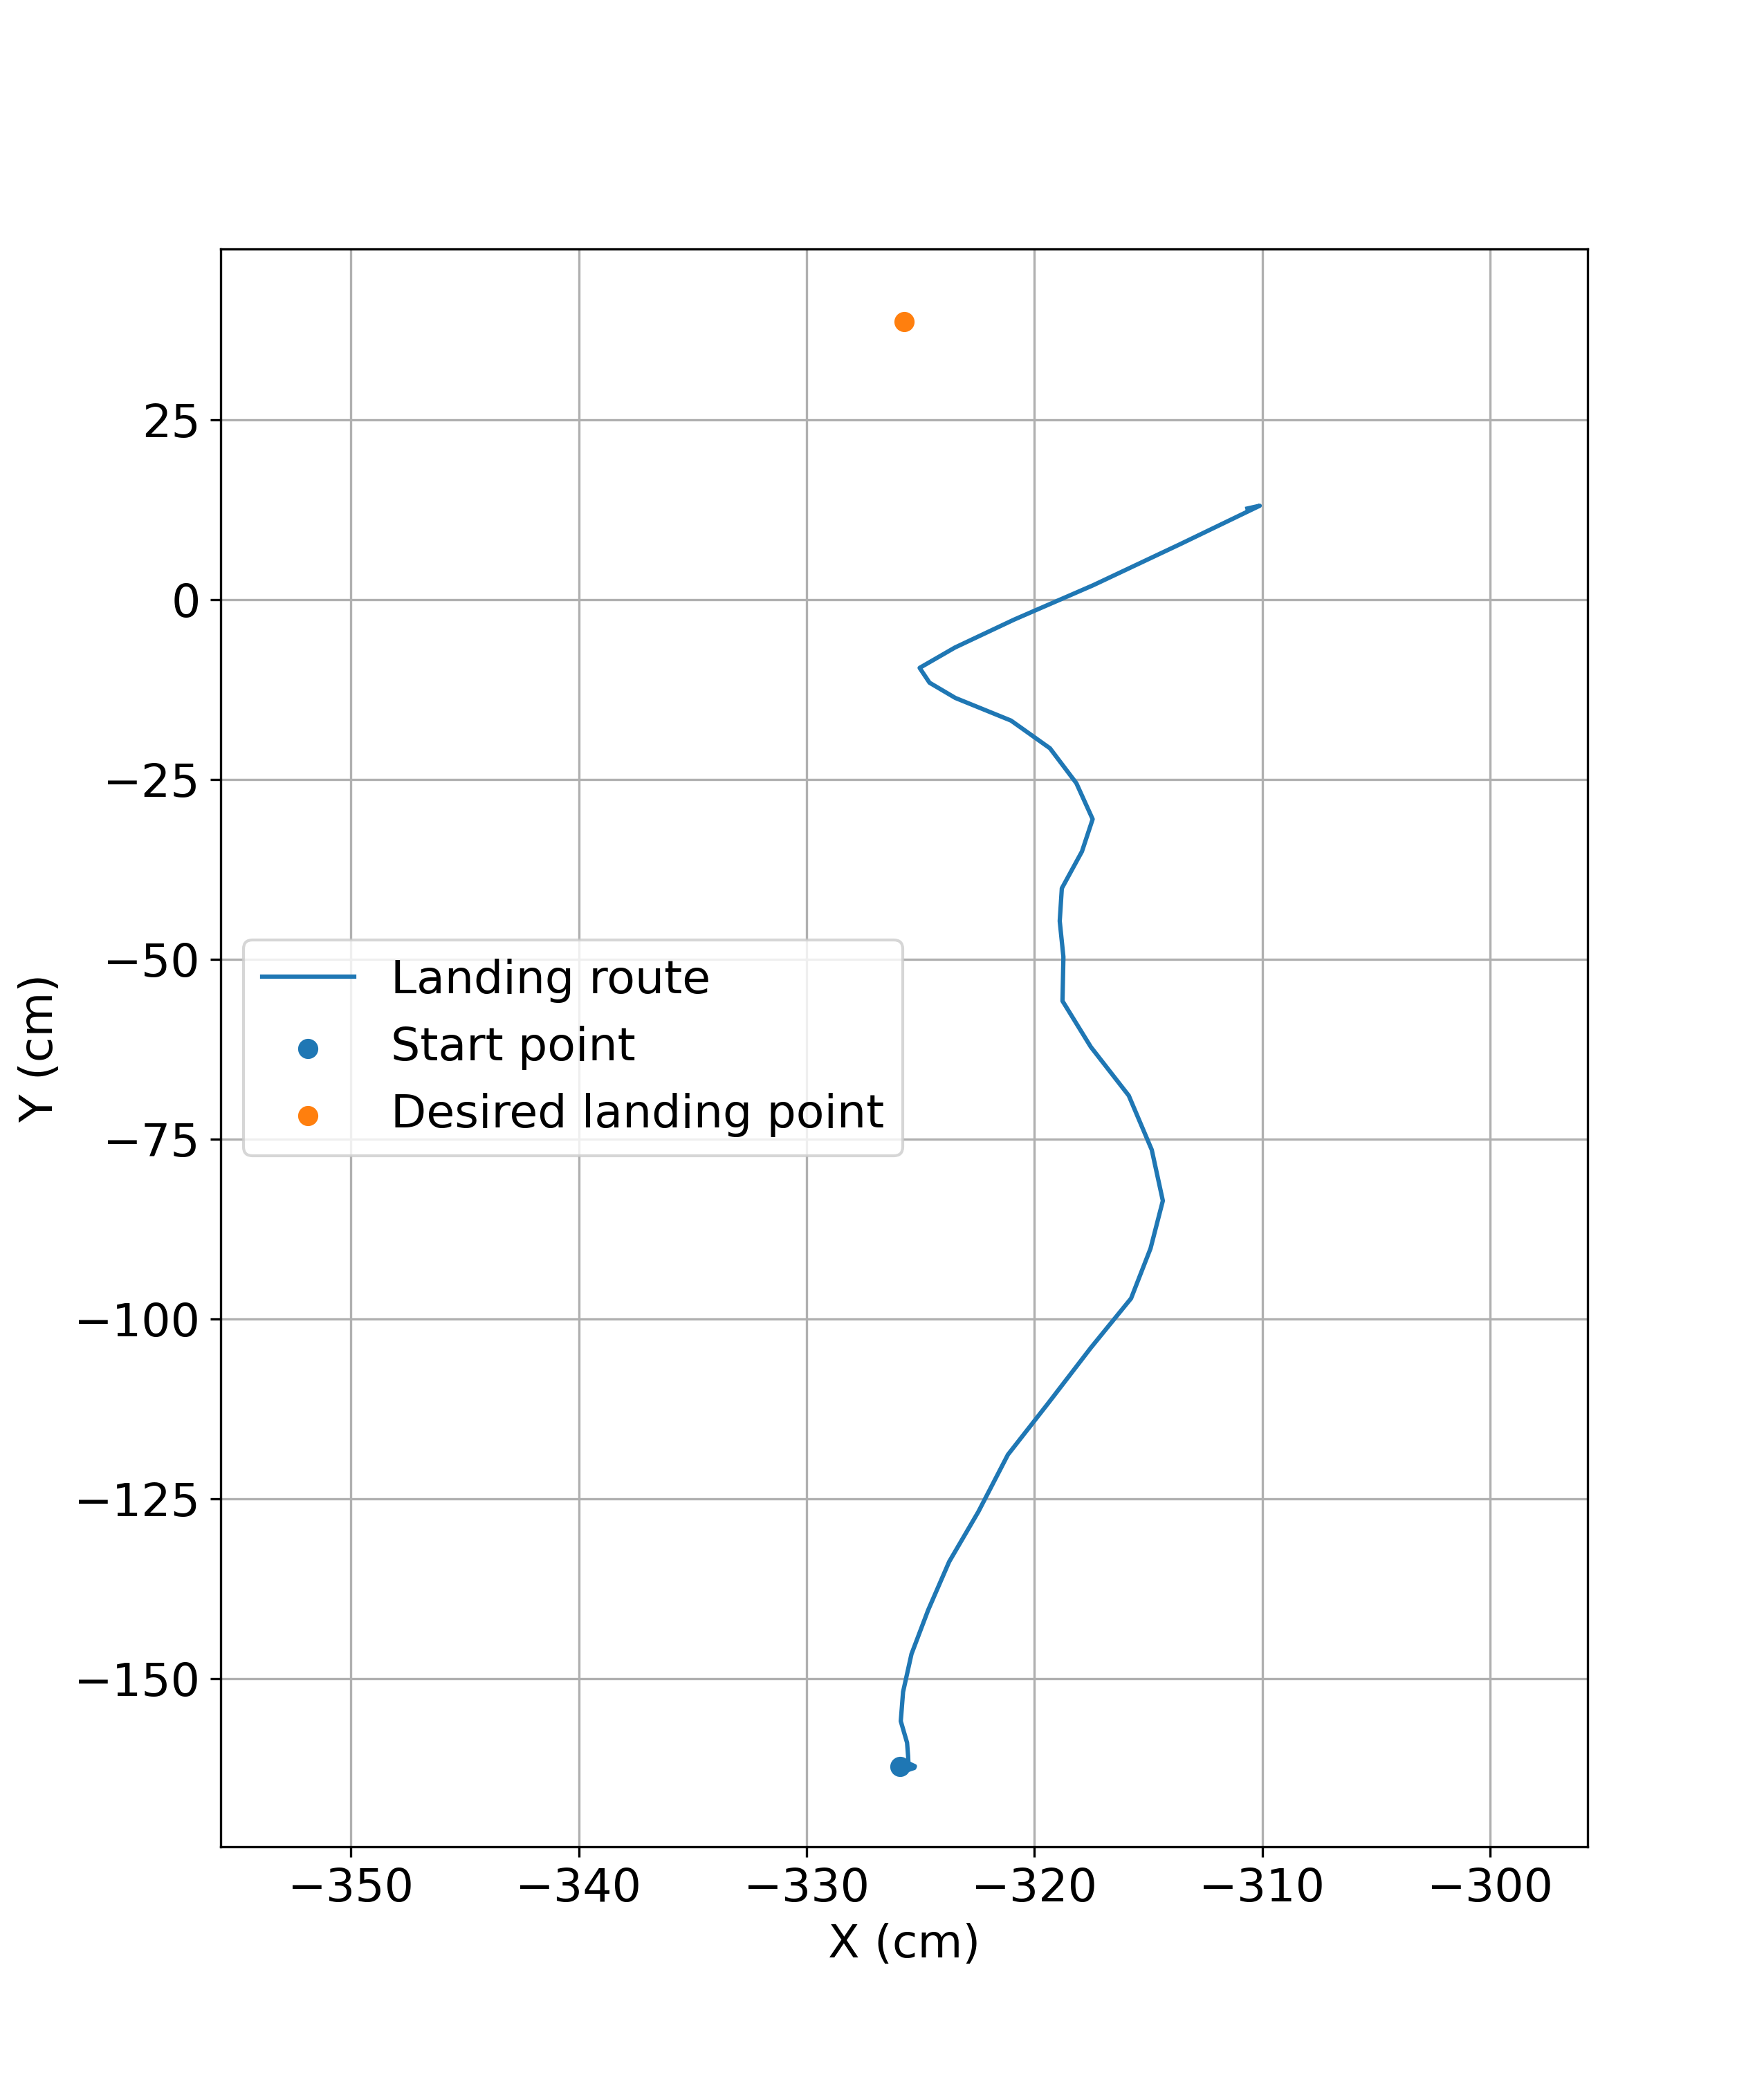 25
0
−25
−50
−75
−100
−125
−150
Y (cm)
Landing route
Start point
Desired landing point
−350 −340 −330 −320 −310 −300
X (cm)